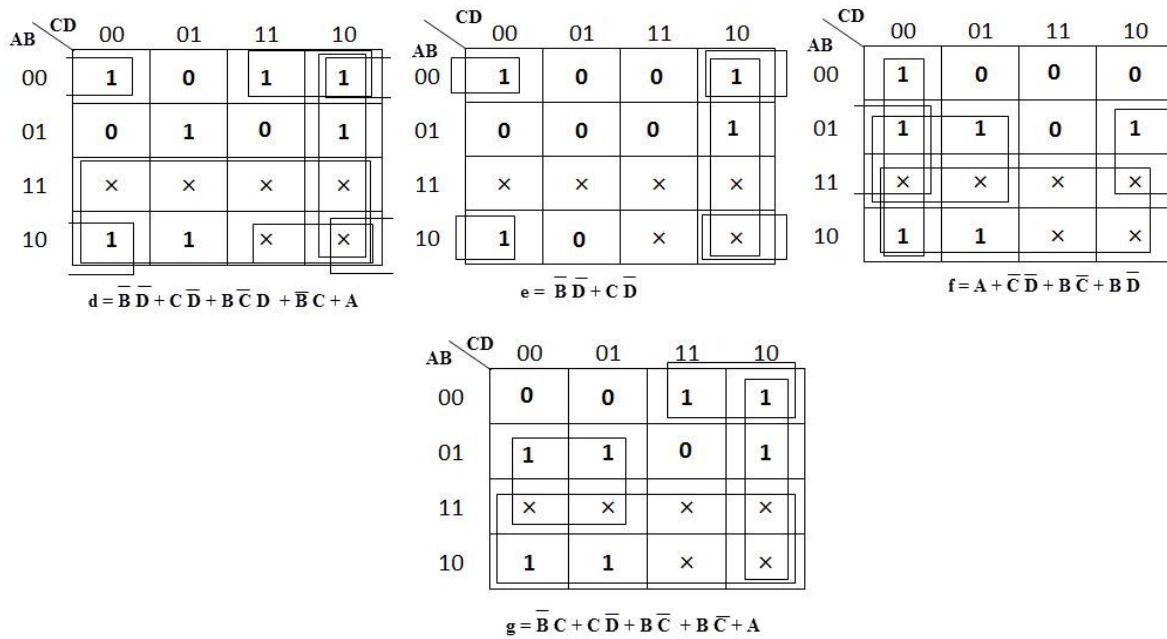 CD CD CD
AB 00 01 11 10 AB 00 01 11 10 AB 00 01 11 10
00 1 0 1 1 00 1 0 0 1 00 1 0 0 0
01 0 1 0 1 01 0 0 0 1 01 1 1 0 1
11 × × × × 11 × × × × 11 × × × ×
10 1 1 × × 10 1 0 × × 10 1 1 × ×
d = B̅ D̅ + C D̅ + B C̅ D + B̅ C + A
e = B̅ D̅ + C D̅
f = A + C̅ D̅ + B C̅ + B D̅
CD
AB 00 01 11 10
00 0 0 1 1
01 1 1 0 1
11 × × × ×
10 1 1 × ×
g = B̅ C + C D̅ + B C̅ + B C̅ + A